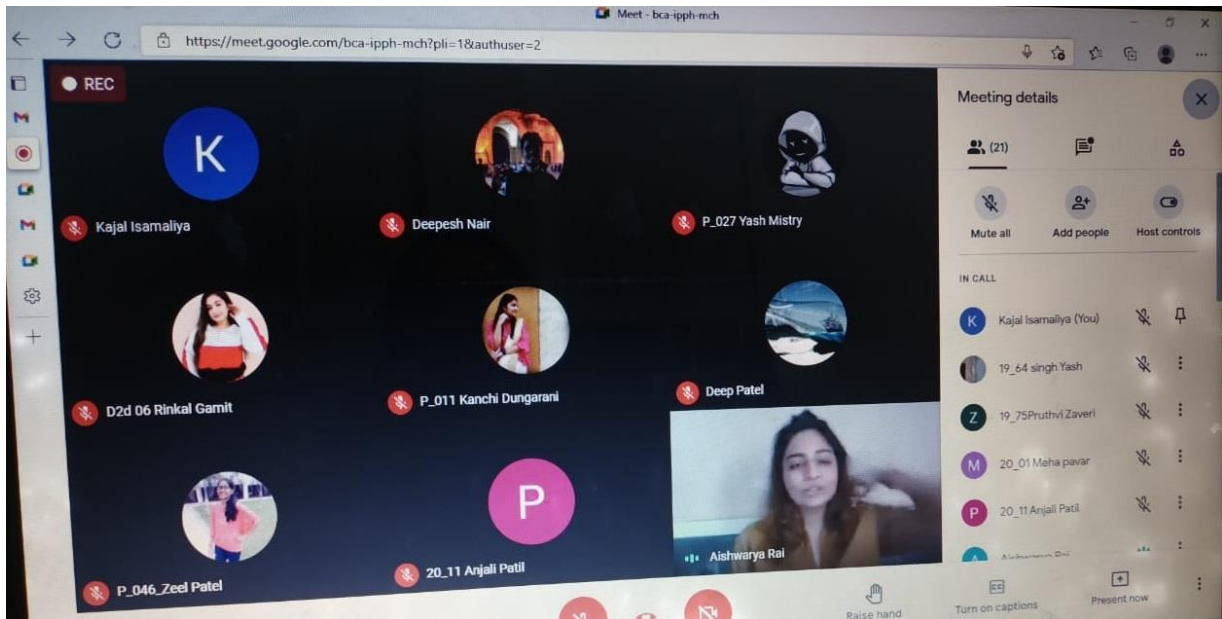 Meet - bca-ipph-mch
https://meet.google.com/bca-ipph-mch?pli=1&authuser=2
REC
K
Kajal Isamaliya
Deepesh Nair
P_027 Yash Mistry
D2d 06 Rinkal Gamit
P_011 Kanchi Dungarani
Deep Patel
P_046_Zeel Patel
P
20_11 Anjali Patil
Aishwarya Rai
Meeting details
(21)
Mute all
Add people
Host controls
IN CALL
K
Kajal Isamaliya (You)
19_64 singh Yash
Z
19_75Pruthvi Zaveri
M
20_01 Meha pavar
P
20_11 Anjali Patil
A
Aishwarya Rai
Raise hand
CC
Turn on captions
Present now